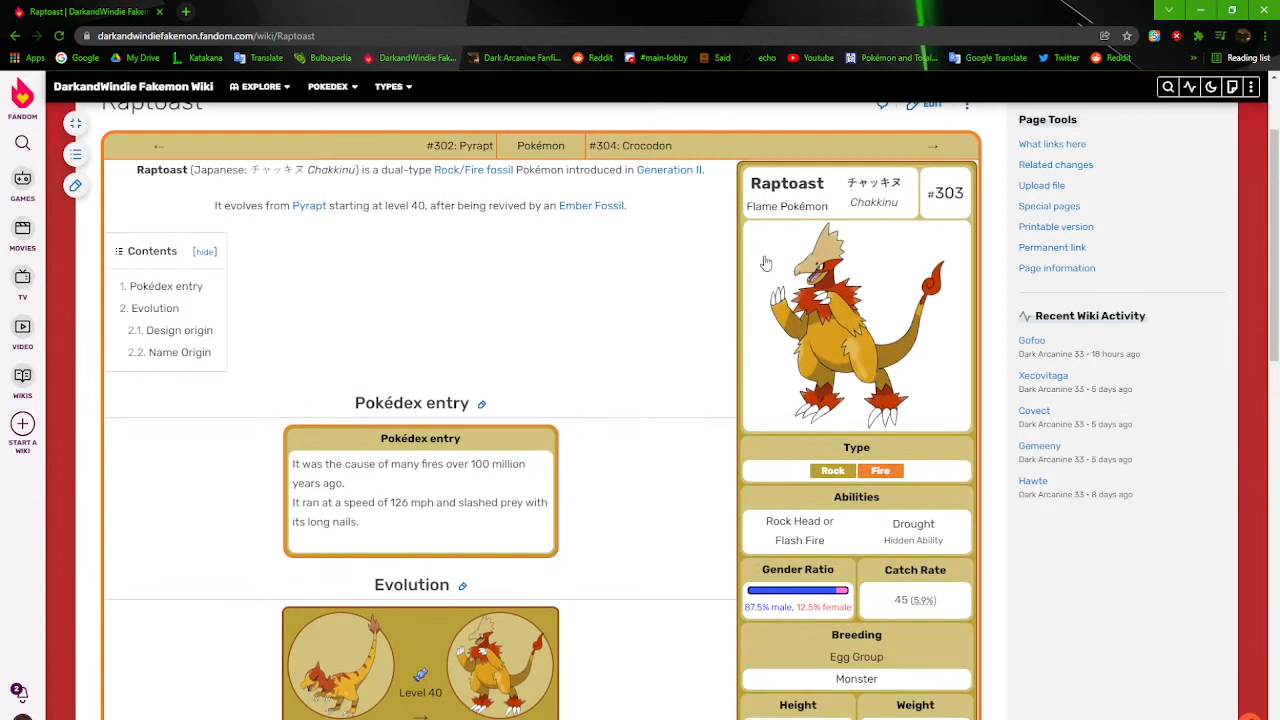 Raptoast | DarkandWindie Fakem
darkandwindiefakemon.fandom.com/wiki/Raptoast
Apps Google My Drive Katakana Translate Bulbapedia DarkandWindie Fake... Dark Arcanine Fanfi... Reddit #main-lobby Said echo YouTube Pokémon and Total... Google Translate Twitter Reddit » Reading list
DarkandWindie Fakemon Wiki EXPLORE POKEDEX TYPES
FANDOM
GAMES
MOVIES
TV
VIDEO
WIKIS
START A
WIKI
2
Raptoast
EDIT
← #302: Pyrapt Pokémon #304: Crocodon →
Raptoast (Japanese: チャッキヌ Chakkinu) is a dual-type Rock/Fire fossil Pokémon introduced in Generation II.
It evolves from Pyrapt starting at level 40, after being revived by an Ember Fossil.
Contents [hide]
1. Pokédex entry
2. Evolution
2.1. Design origin
2.2. Name Origin
Pokédex entry
Pokédex entry
It was the cause of many fires over 100 million
years ago.
It ran at a speed of 126 mph and slashed prey with
its long nails.
Evolution
Level 40
→
Raptoast チャッキヌ #303
Flame Pokémon Chakkinu
Type
Rock Fire
Abilities
Rock Head or Drought
Flash Fire Hidden Ability
Gender Ratio Catch Rate
87.5% male, 12.5% female 45 (5.9%)
Breeding
Egg Group
Monster
Height Weight
Page Tools
What links here
Related changes
Upload file
Special pages
Printable version
Permanent link
Page information
Recent Wiki Activity
Gofoo
Dark Arcanine 33 • 18 hours ago
Xecovitaga
Dark Arcanine 33 • 5 days ago
Covect
Dark Arcanine 33 • 5 days ago
Gemeeny
Dark Arcanine 33 • 5 days ago
Hawte
Dark Arcanine 33 • 8 days ago